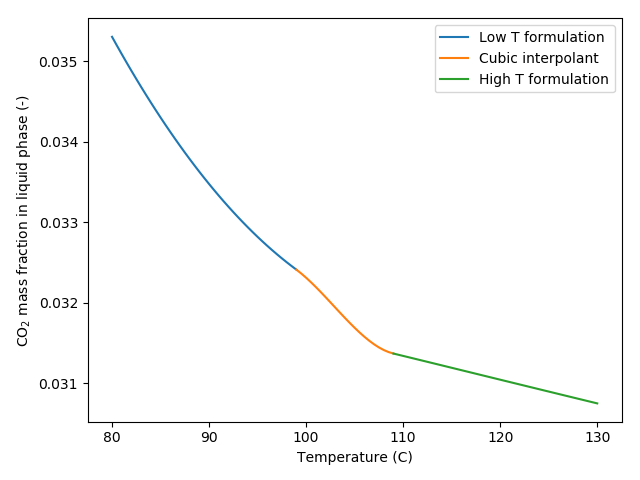 Low T formulation
Cubic interpolant
High T formulation
0.035
0.034
0.033
0.032
0.031
CO₂ mass fraction in liquid phase (-)
80 90 100 110 120 130
Temperature (C)